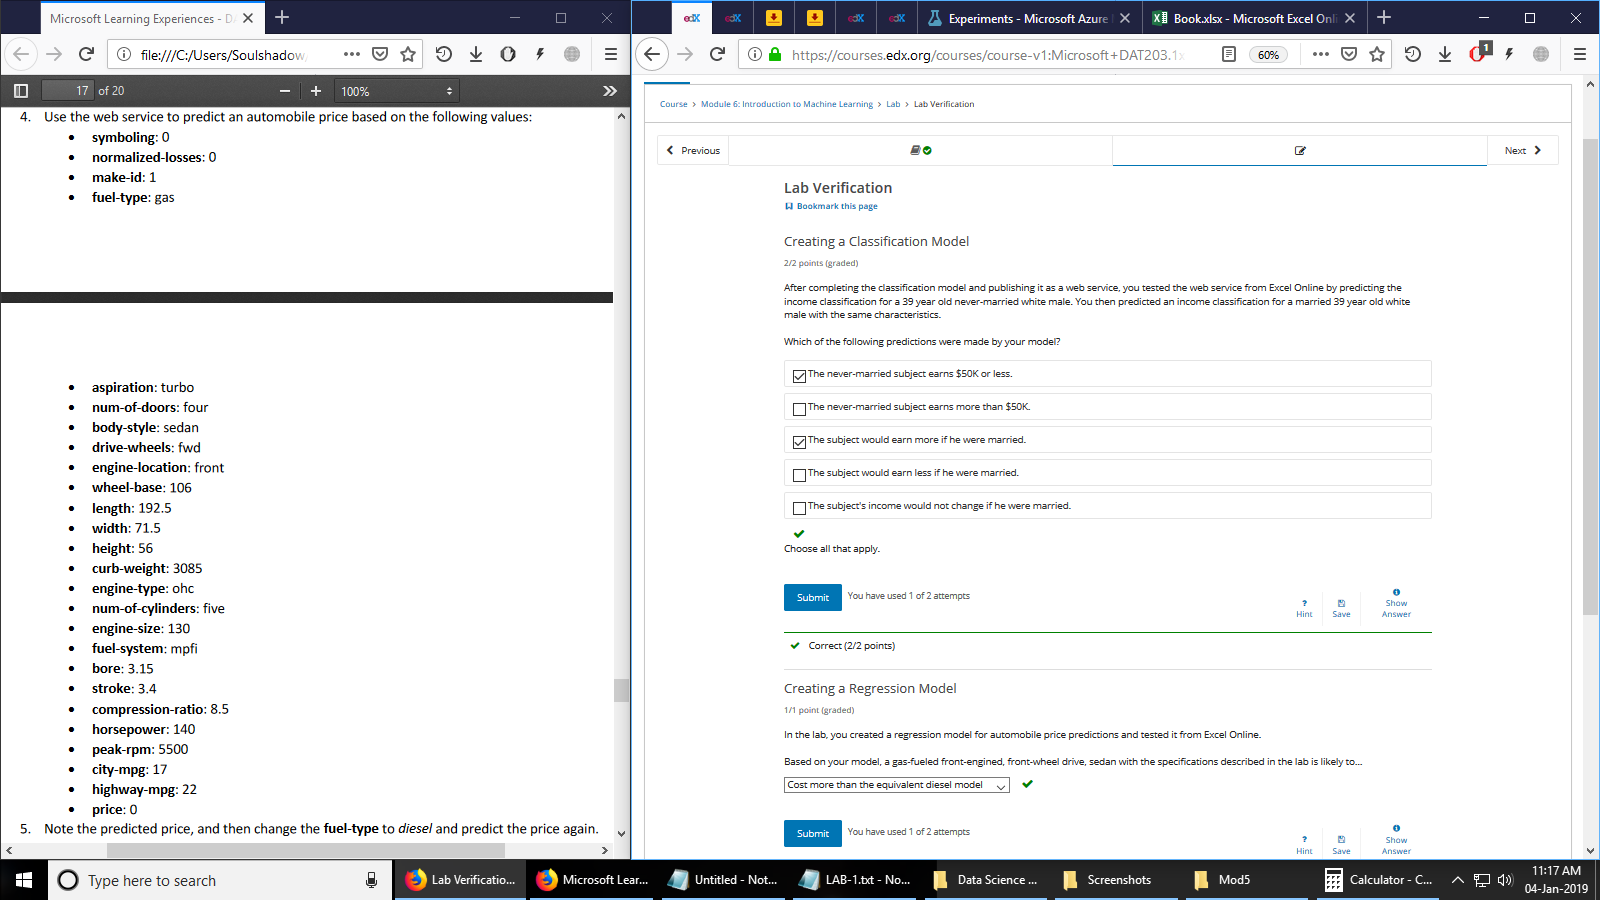 Microsoft Learning Experiences - D
file:///C:/Users/Soulshadow
17 of 20
100%
4. Use the web service to predict an automobile price based on the following values:
• symboling: 0
• normalized-losses: 0
• make-id: 1
• fuel-type: gas
• aspiration: turbo
• num-of-doors: four
• body-style: sedan
• drive-wheels: fwd
• engine-location: front
• wheel-base: 106
• length: 192.5
• width: 71.5
• height: 56
• curb-weight: 3085
• engine-type: ohc
• num-of-cylinders: five
• engine-size: 130
• fuel-system: mpfi
• bore: 3.15
• stroke: 3.4
• compression-ratio: 8.5
• horsepower: 140
• peak-rpm: 5500
• city-mpg: 17
• highway-mpg: 22
• price: 0
5. Note the predicted price, and then change the fuel-type to diesel and predict the price again.
edX edX edX edX Experiments - Microsoft Azure Book.xlsx - Microsoft Excel Onli
https://courses.edx.org/courses/course-v1:Microsoft+DAT203.1x
60%
1
Course > Module 6: Introduction to Machine Learning > Lab > Lab Verification
Previous
Next
Lab Verification
Bookmark this page
Creating a Classification Model
2/2 points (graded)
After completing the classification model and publishing it as a web service, you tested the web service from Excel Online by predicting the
income classification for a 39 year old never-married white male. You then predicted an income classification for a married 39 year old white
male with the same characteristics.
Which of the following predictions were made by your model?
The never-married subject earns $50K or less.
The never-married subject earns more than $50K.
The subject would earn more if he were married.
The subject would earn less if he were married.
The subject's income would not change if he were married.
Choose all that apply.
Submit You have used 1 of 2 attempts
? Hint Save Show Answer
Correct (2/2 points)
Creating a Regression Model
1/1 point (graded)
In the lab, you created a regression model for automobile price predictions and tested it from Excel Online.
Based on your model, a gas-fueled front-engined, front-wheel drive, sedan with the specifications described in the lab is likely to...
Cost more than the equivalent diesel model
Submit You have used 1 of 2 attempts
? Hint Save Show Answer
Type here to search
Lab Verificatio...
Microsoft Lear...
Untitled - Not...
LAB-1.txt - No...
Data Science ...
Screenshots
Mod5
Calculator - C...
11:17 AM
04-Jan-2019